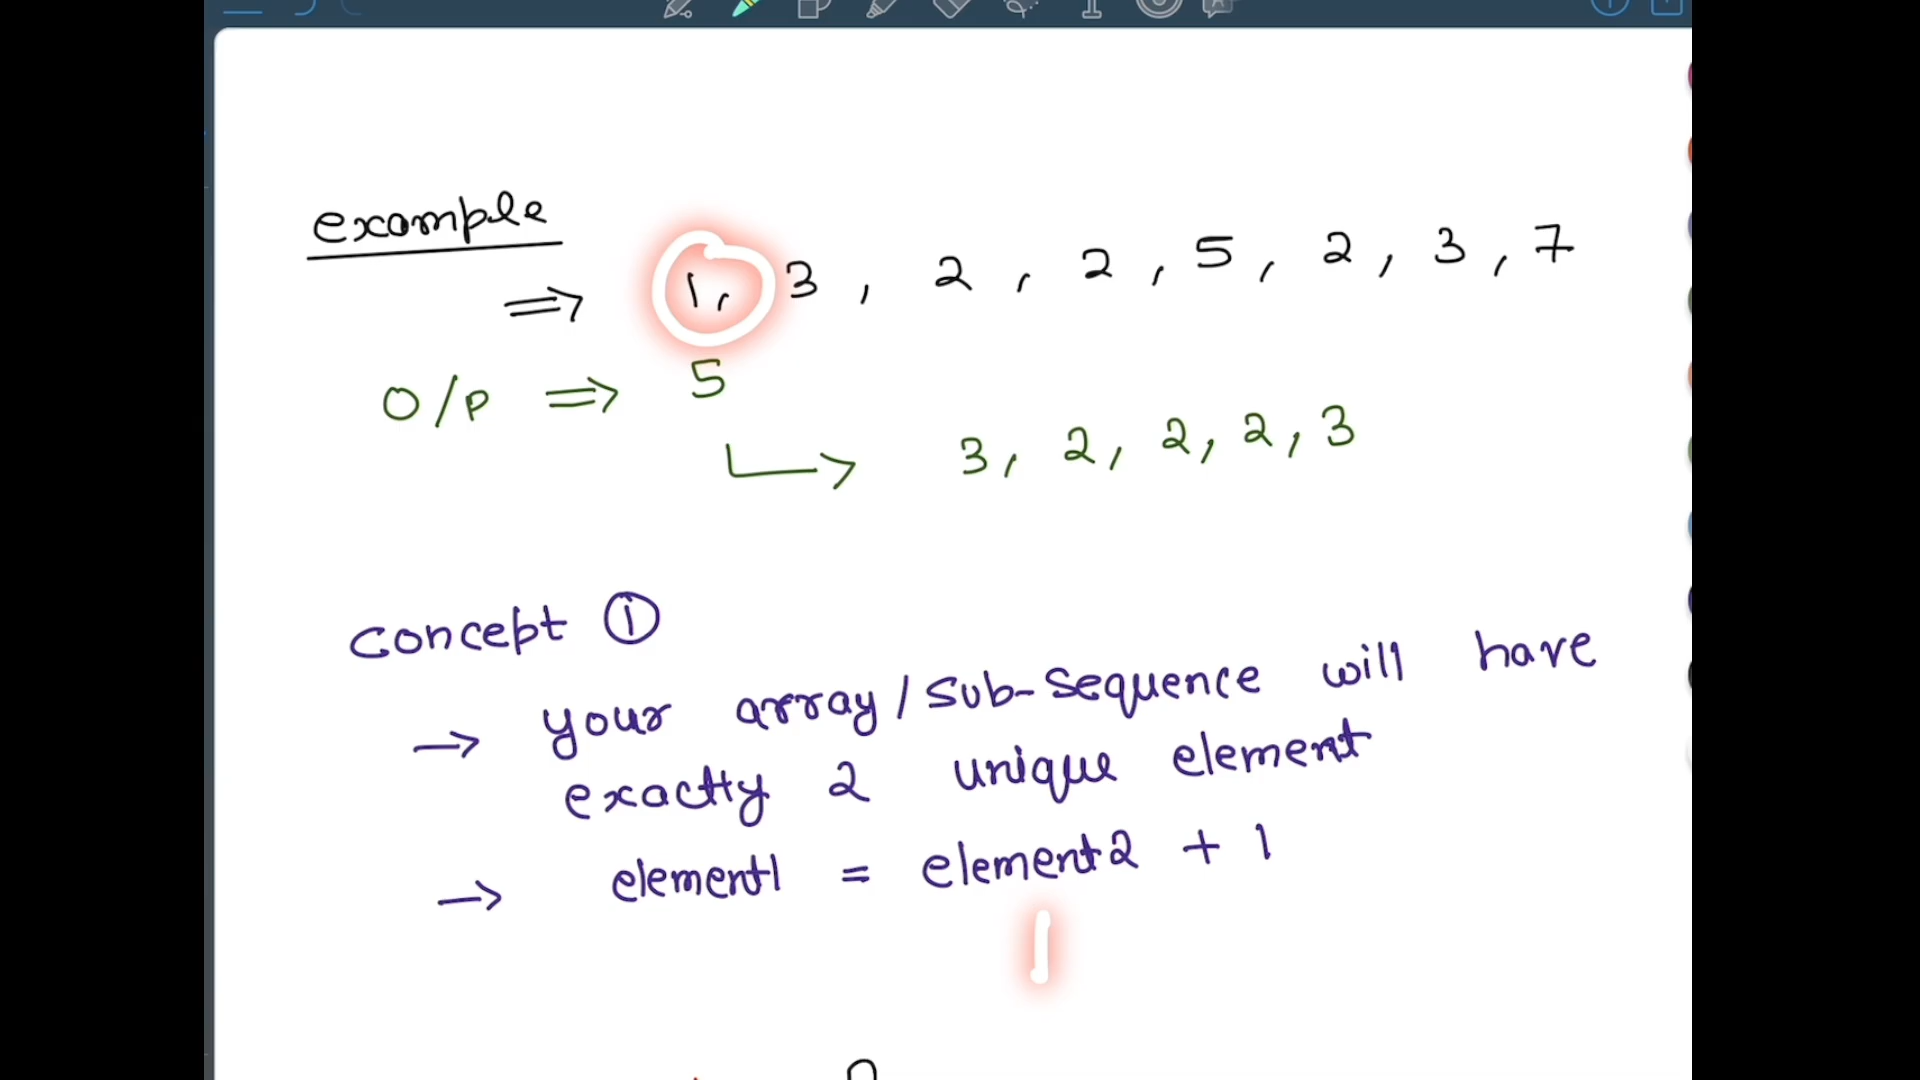 example
⇒ 1, 3, 2, 2, 5, 2, 3, 7
O/P ⇒ 5
3, 2, 2, 2, 3
concept ①
→ your array/sub-sequence will have
exactly 2 unique element
→ element1 = element2 + 1
1